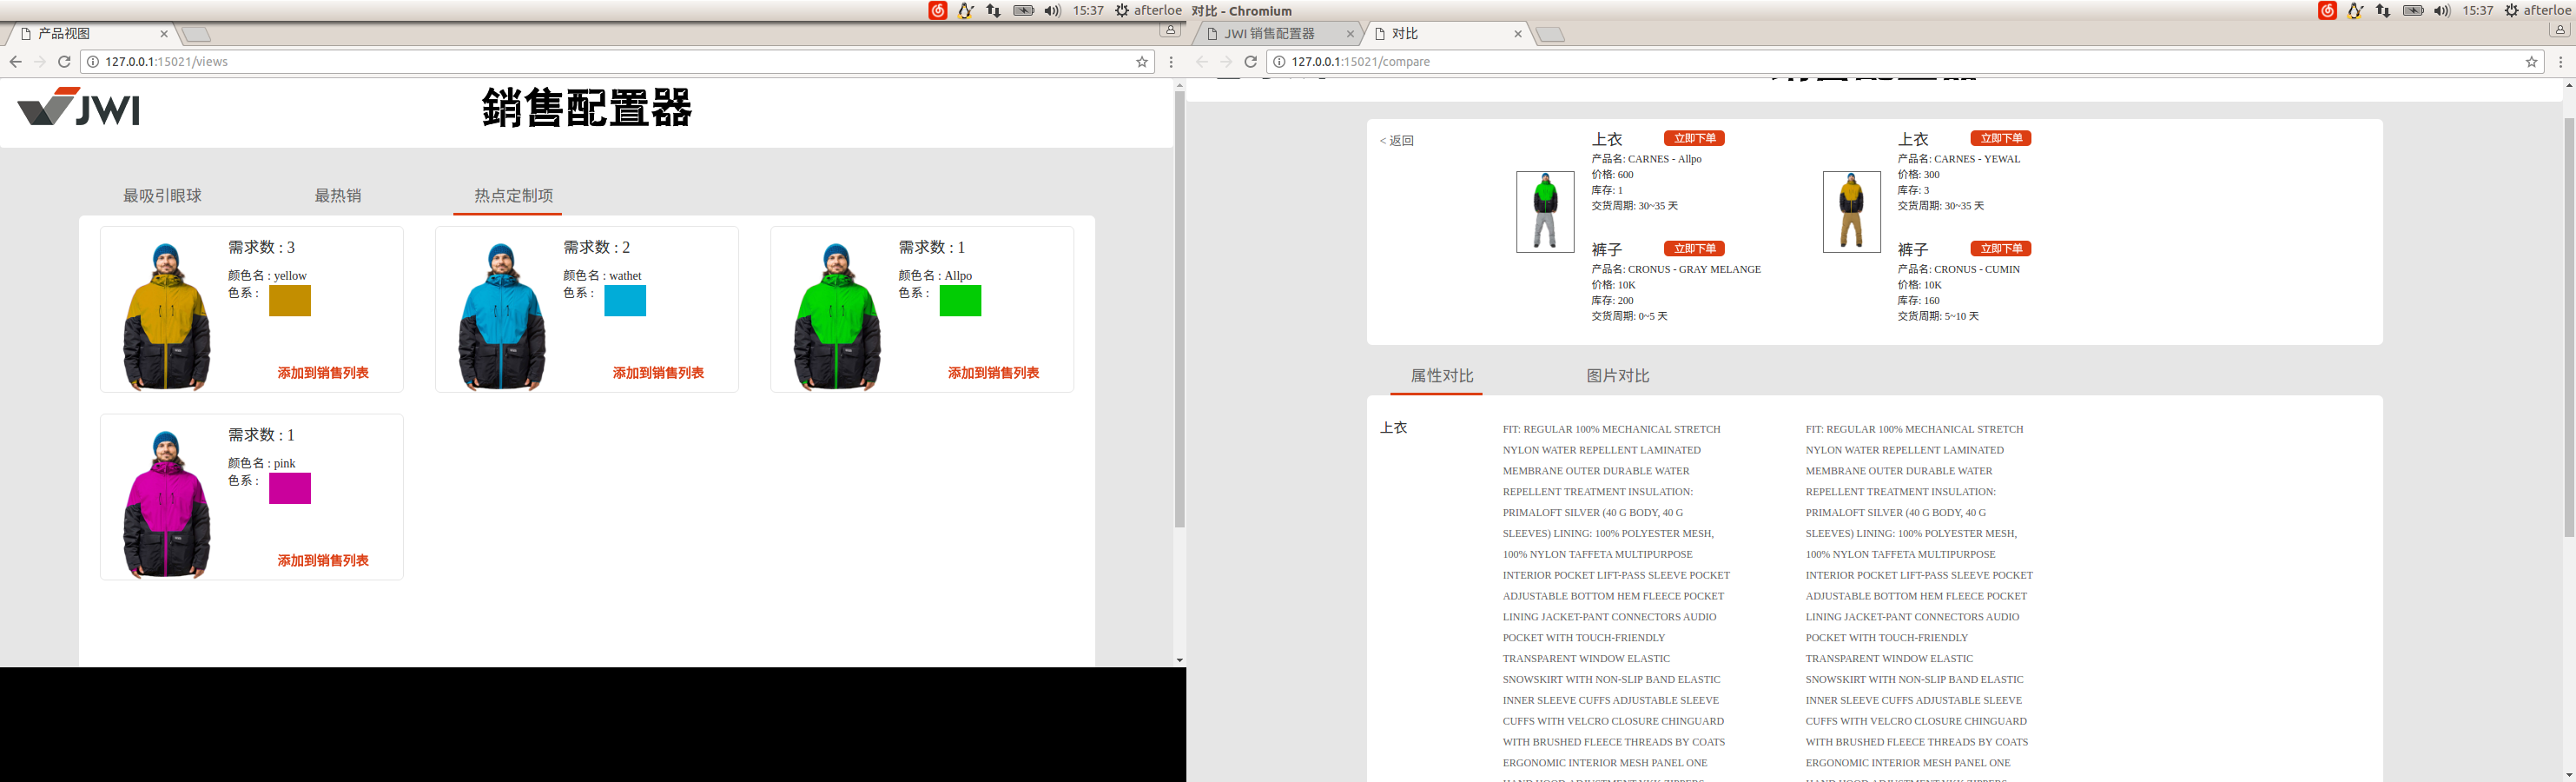 15:37
afterloe
产品视图
127.0.0.1:15021/views
JWI
銷售配置器
最吸引眼球
最热销
热点定制项
需求数 : 3
颜色名 : yellow
色系 :
添加到销售列表
需求数 : 2
颜色名 : wathet
色系 :
添加到销售列表
需求数 : 1
颜色名 : Allpo
色系 :
添加到销售列表
需求数 : 1
颜色名 : pink
色系 :
添加到销售列表
对比 - Chromium
15:37
afterloe
JWI 销售配置器
对比
127.0.0.1:15021/compare
< 返回
上衣
立即下单
产品名: CARNES - Allpo
价格: 600
库存: 1
交货周期: 30~35 天
裤子
立即下单
产品名: CRONUS - GRAY MELANGE
价格: 10K
库存: 200
交货周期: 0~5 天
上衣
立即下单
产品名: CARNES - YEWAL
价格: 300
库存: 3
交货周期: 30~35 天
裤子
立即下单
产品名: CRONUS - CUMIN
价格: 10K
库存: 160
交货周期: 5~10 天
属性对比
图片对比
上衣
FIT: REGULAR 100% MECHANICAL STRETCH
NYLON WATER REPELLENT LAMINATED
MEMBRANE OUTER DURABLE WATER
REPELLENT TREATMENT INSULATION:
PRIMALOFT SILVER (40 G BODY, 40 G
SLEEVES) LINING: 100% POLYESTER MESH,
100% NYLON TAFFETA MULTIPURPOSE
INTERIOR POCKET LIFT-PASS SLEEVE POCKET
ADJUSTABLE BOTTOM HEM FLEECE POCKET
LINING JACKET-PANT CONNECTORS AUDIO
POCKET WITH TOUCH-FRIENDLY
TRANSPARENT WINDOW ELASTIC
SNOWSKIRT WITH NON-SLIP BAND ELASTIC
INNER SLEEVE CUFFS ADJUSTABLE SLEEVE
CUFFS WITH VELCRO CLOSURE CHINGUARD
WITH BRUSHED FLEECE THREADS BY COATS
ERGONOMIC INTERIOR MESH PANEL ONE
FIT: REGULAR 100% MECHANICAL STRETCH
NYLON WATER REPELLENT LAMINATED
MEMBRANE OUTER DURABLE WATER
REPELLENT TREATMENT INSULATION:
PRIMALOFT SILVER (40 G BODY, 40 G
SLEEVES) LINING: 100% POLYESTER MESH,
100% NYLON TAFFETA MULTIPURPOSE
INTERIOR POCKET LIFT-PASS SLEEVE POCKET
ADJUSTABLE BOTTOM HEM FLEECE POCKET
LINING JACKET-PANT CONNECTORS AUDIO
POCKET WITH TOUCH-FRIENDLY
TRANSPARENT WINDOW ELASTIC
SNOWSKIRT WITH NON-SLIP BAND ELASTIC
INNER SLEEVE CUFFS ADJUSTABLE SLEEVE
CUFFS WITH VELCRO CLOSURE CHINGUARD
WITH BRUSHED FLEECE THREADS BY COATS
ERGONOMIC INTERIOR MESH PANEL ONE